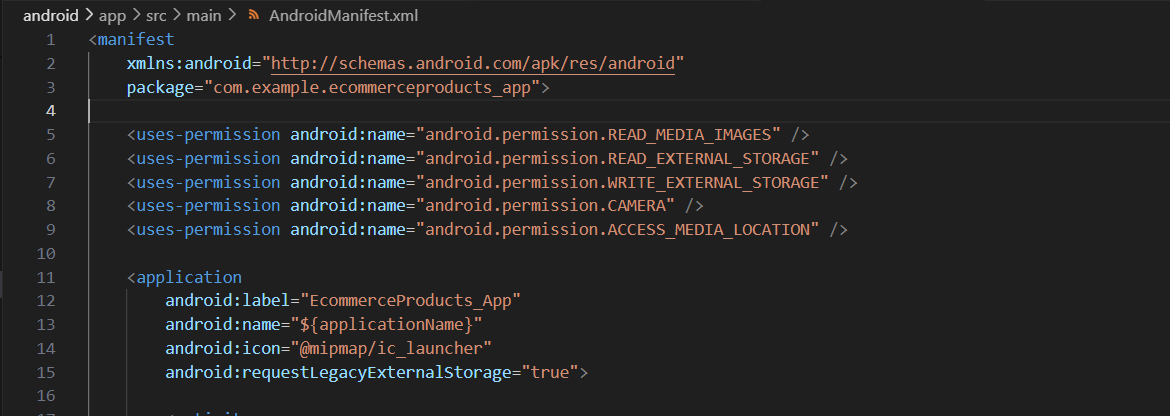 android > app > src > main > AndroidManifest.xml
1 <manifest
2 xmlns:android="http://schemas.android.com/apk/res/android"
3 package="com.example.ecommerceproducts_app">
4
5 <uses-permission android:name="android.permission.READ_MEDIA_IMAGES" />
6 <uses-permission android:name="android.permission.READ_EXTERNAL_STORAGE" />
7 <uses-permission android:name="android.permission.WRITE_EXTERNAL_STORAGE" />
8 <uses-permission android:name="android.permission.CAMERA" />
9 <uses-permission android:name="android.permission.ACCESS_MEDIA_LOCATION" />
10
11 <application
12 android:label="EcommerceProducts_App"
13 android:name="${applicationName}"
14 android:icon="@mipmap/ic_launcher"
15 android:requestLegacyExternalStorage="true">
16